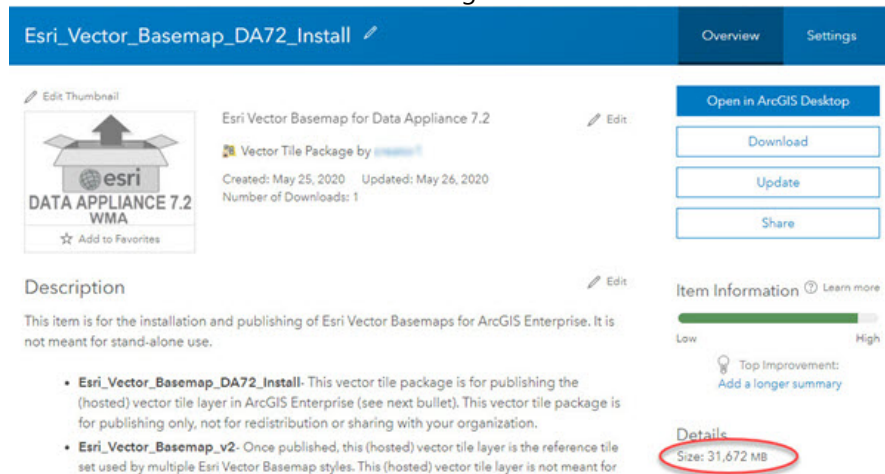 Esri_Vector_Basemap_DA72_Install
Overview
Settings
Edit Thumbnail
esri
DATA APPLIANCE 7.2
WMA
Add to Favorites
Esri Vector Basemap for Data Appliance 7.2
Edit
Vector Tile Package by
Created: May 25, 2020 Updated: May 26, 2020
Number of Downloads: 1
Open in ArcGIS Desktop
Download
Update
Share
Description
Edit
This item is for the installation and publishing of Esri Vector Basemaps for ArcGIS Enterprise. It is
not meant for stand-alone use.
• Esri_Vector_Basemap_DA72_Install- This vector tile package is for publishing the
(hosted) vector tile layer in ArcGIS Enterprise (see next bullet). This vector tile package is
for publishing only, not for redistribution or sharing with your organization.
• Esri_Vector_Basemap_v2- Once published, this (hosted) vector tile layer is the reference tile
set used by multiple Esri Vector Basemap styles. This (hosted) vector tile layer is not meant for
Item Information ? Learn more
Low High
Top Improvement:
Add a longer summary
Details
Size: 31,672 MB